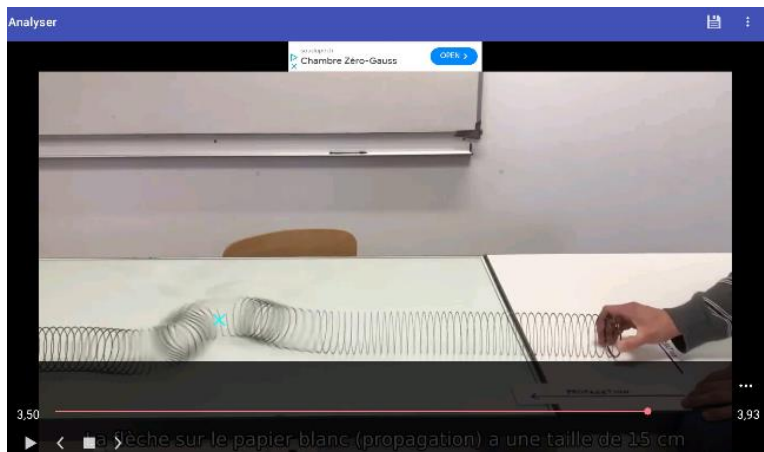 Analyser
Chambre Zéro-Gauss
OPEN >
PROPAGATION
3,50
3,93
La flèche sur le papier blanc (propagation) a une taille de 15 cm